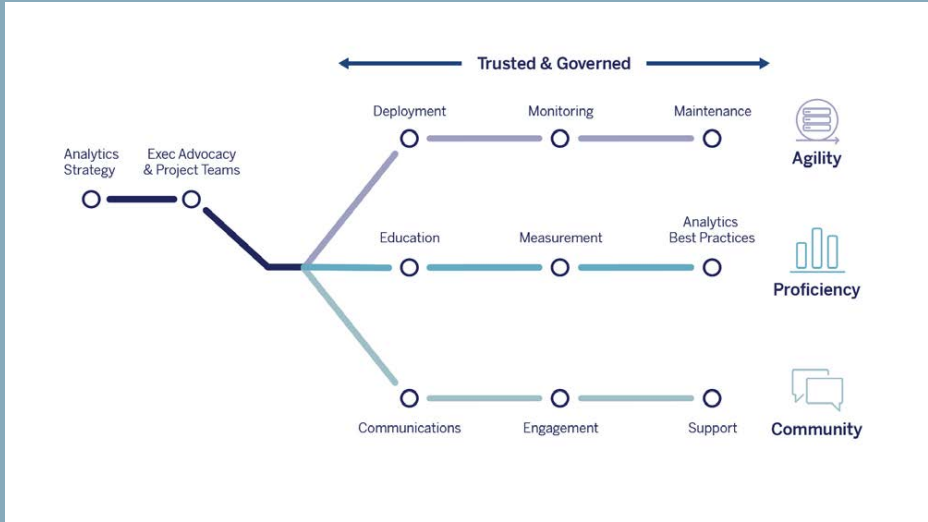 Trusted & Governed
Deployment
Monitoring
Maintenance
Agility
Analytics
Strategy
Exec Advocacy
& Project Teams
Education
Measurement
Analytics
Best Practices
Proficiency
Communications
Engagement
Support
Community